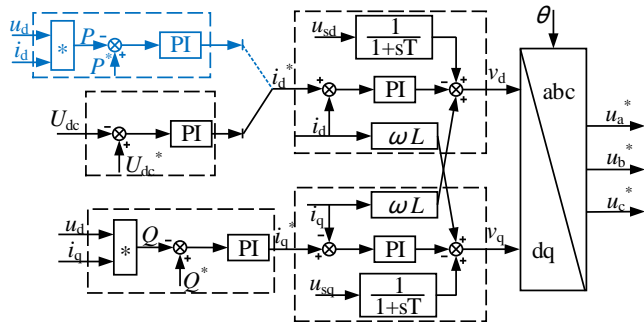 u_d
i_d
*
P
-
+
P*
PI
U_dc
-
+
U_dc*
PI
i_d*
u_sd
1
1+sT
+
+
PI
-
+
+
v_d
i_d
ωL
θ
abc
dq
u_a*
u_b*
u_c*
u_d
i_q
*
Q
-
+
Q*
PI
i_q*
i_q
ωL
-
+
PI
+
-
+
v_q
u_sq
1
1+sT